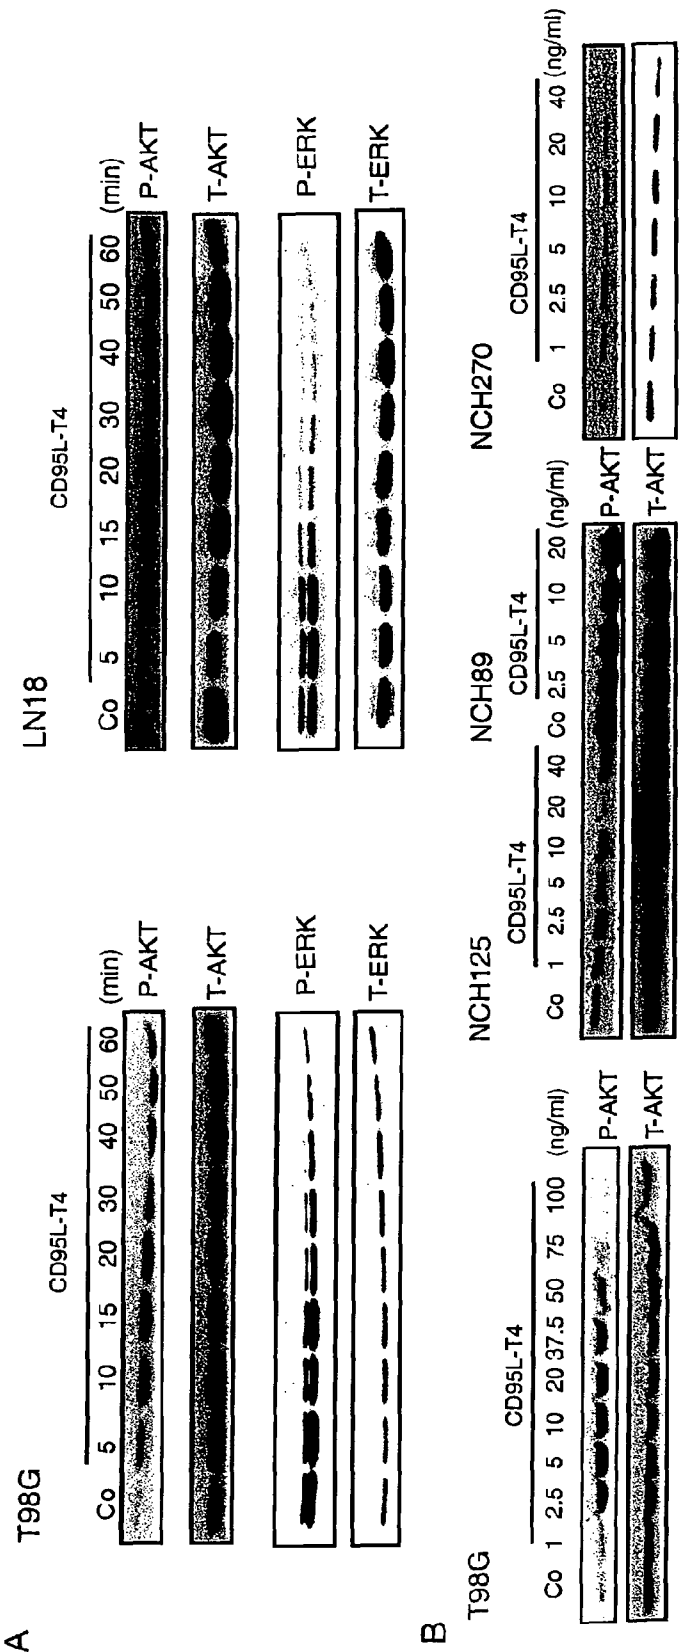 A
T98G
CD95L-T4
Co 5 10 15 20 30 40 50 60 (min)
P-AKT
T-AKT
P-ERK
T-ERK
LN18
CD95L-T4
Co 5 10 15 20 30 40 50 60 (min)
P-AKT
T-AKT
P-ERK
T-ERK
B
T98G
CD95L-T4
Co 1 2.5 5 10 20 37.5 50 75 100 (ng/ml)
P-AKT
T-AKT
NCH125
CD95L-T4
Co 1 2.5 5 10 20 40
NCH89
CD95L-T4
Co 2.5 5 10 20 (ng/ml)
P-AKT
T-AKT
NCH270
CD95L-T4
Co 1 2.5 5 10 20 40 (ng/ml)